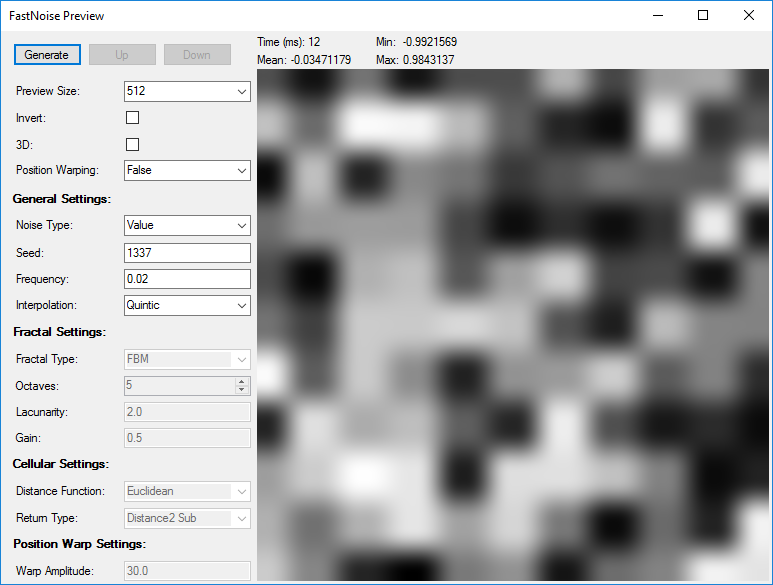 FastNoise Preview
Generate Up Down
Time (ms): 12 Min: -0.9921569
Mean: -0.03471179 Max: 0.9843137
Preview Size: 512
Invert:
3D:
Position Warping: False
General Settings:
Noise Type: Value
Seed: 1337
Frequency: 0.02
Interpolation: Quintic
Fractal Settings:
Fractal Type: FBM
Octaves: 5
Lacunarity: 2.0
Gain: 0.5
Cellular Settings:
Distance Function: Euclidean
Return Type: Distance2 Sub
Position Warp Settings:
Warp Amplitude: 30.0